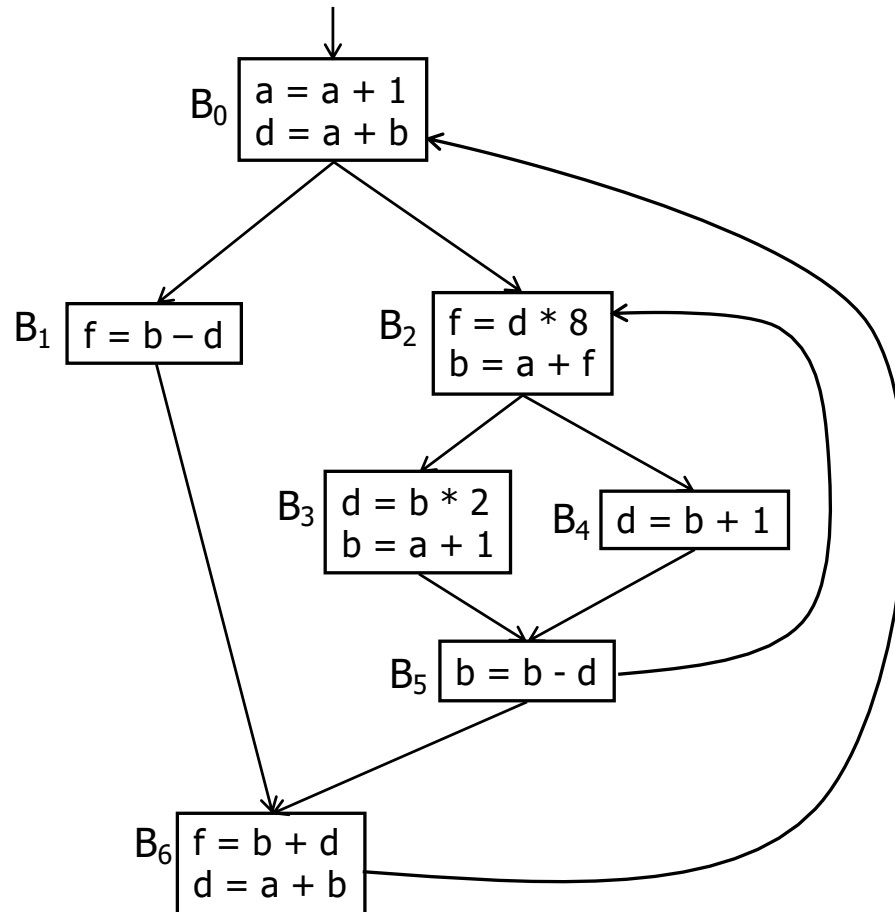 B₀
a = a + 1
d = a + b
B₁
f = b – d
B₂
f = d * 8
b = a + f
B₃
d = b * 2
b = a + 1
B₄
d = b + 1
B₅
b = b - d
B₆
f = b + d
d = a + b